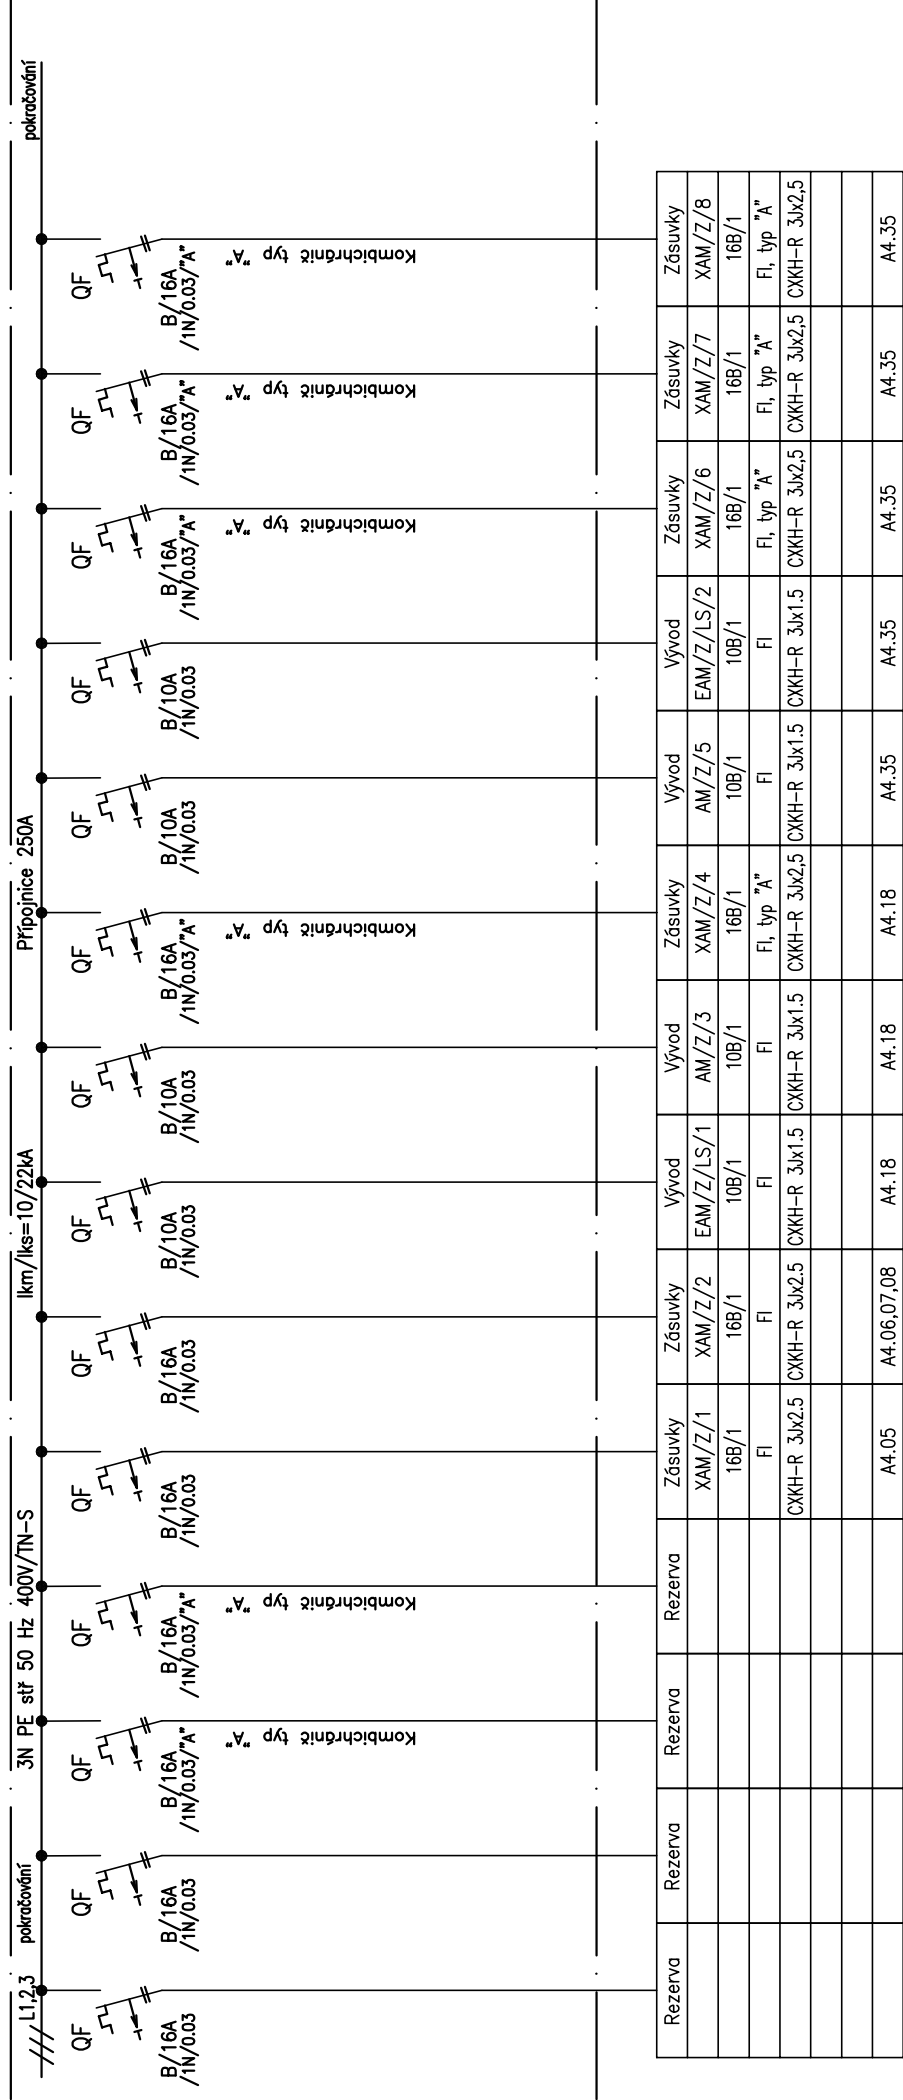 L1,2,3
pokračování
3N PE stř 50 Hz 400V/TN-S
Ikm/Iks=10/22kA
Přípojnice 250A
pokračování
QF
B/16A
/1N/0.03
QF
B/16A
/1N/0.03
QF
B/16A
/1N/0.03/"A"
Kombichránič typ "A"
QF
B/16A
/1N/0.03/"A"
Kombichránič typ "A"
QF
B/16A
/1N/0.03
QF
B/16A
/1N/0.03
QF
B/10A
/1N/0.03
QF
B/10A
/1N/0.03
QF
B/16A
/1N/0.03/"A"
Kombichránič typ "A"
QF
B/10A
/1N/0.03
QF
B/10A
/1N/0.03
QF
B/16A
/1N/0.03/"A"
Kombichránič typ "A"
QF
B/16A
/1N/0.03/"A"
Kombichránič typ "A"
QF
B/16A
/1N/0.03/"A"
Kombichránič typ "A"
Rezerva Rezerva Rezerva Rezerva Zásuvky Zásuvky Vývod Vývod Zásuvky Vývod Vývod Zásuvky Zásuvky Zásuvky
XAM/Z/1 XAM/Z/2 EAM/Z/LS/1 AM/Z/3 XAM/Z/4 AM/Z/5 EAM/Z/LS/2 XAM/Z/6 XAM/Z/7 XAM/Z/8
16B/1 16B/1 10B/1 10B/1 16B/1 10B/1 10B/1 16B/1 16B/1 16B/1
FI FI FI FI FI, typ "A" FI FI FI, typ "A" FI, typ "A" FI, typ "A"
CXKH-R 3Jx2.5 CXKH-R 3Jx2.5 CXKH-R 3Jx1.5 CXKH-R 3Jx1.5 CXKH-R 3Jx2,5 CXKH-R 3Jx1.5 CXKH-R 3Jx1.5 CXKH-R 3Jx2,5 CXKH-R 3Jx2,5 CXKH-R 3Jx2,5
A4.05 A4.06,07,08 A4.18 A4.18 A4.18 A4.35 A4.35 A4.35 A4.35 A4.35